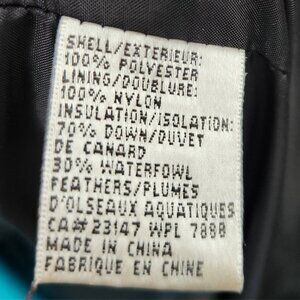 SHELL/EXTERIEUR:
100% POLYESTER
LINING/DOUBLURE:
100% NYLON
INSULATION/ISOLATION:
70% DOWN/DUVET
DE CANARD
30% WATERFOWL
FEATHERS/PLUMES
D'OLSEAUX AQUATIQUES
CA# 23147 WPL 7888
MADE IN CHINA
FABRIQUE EN CHINE